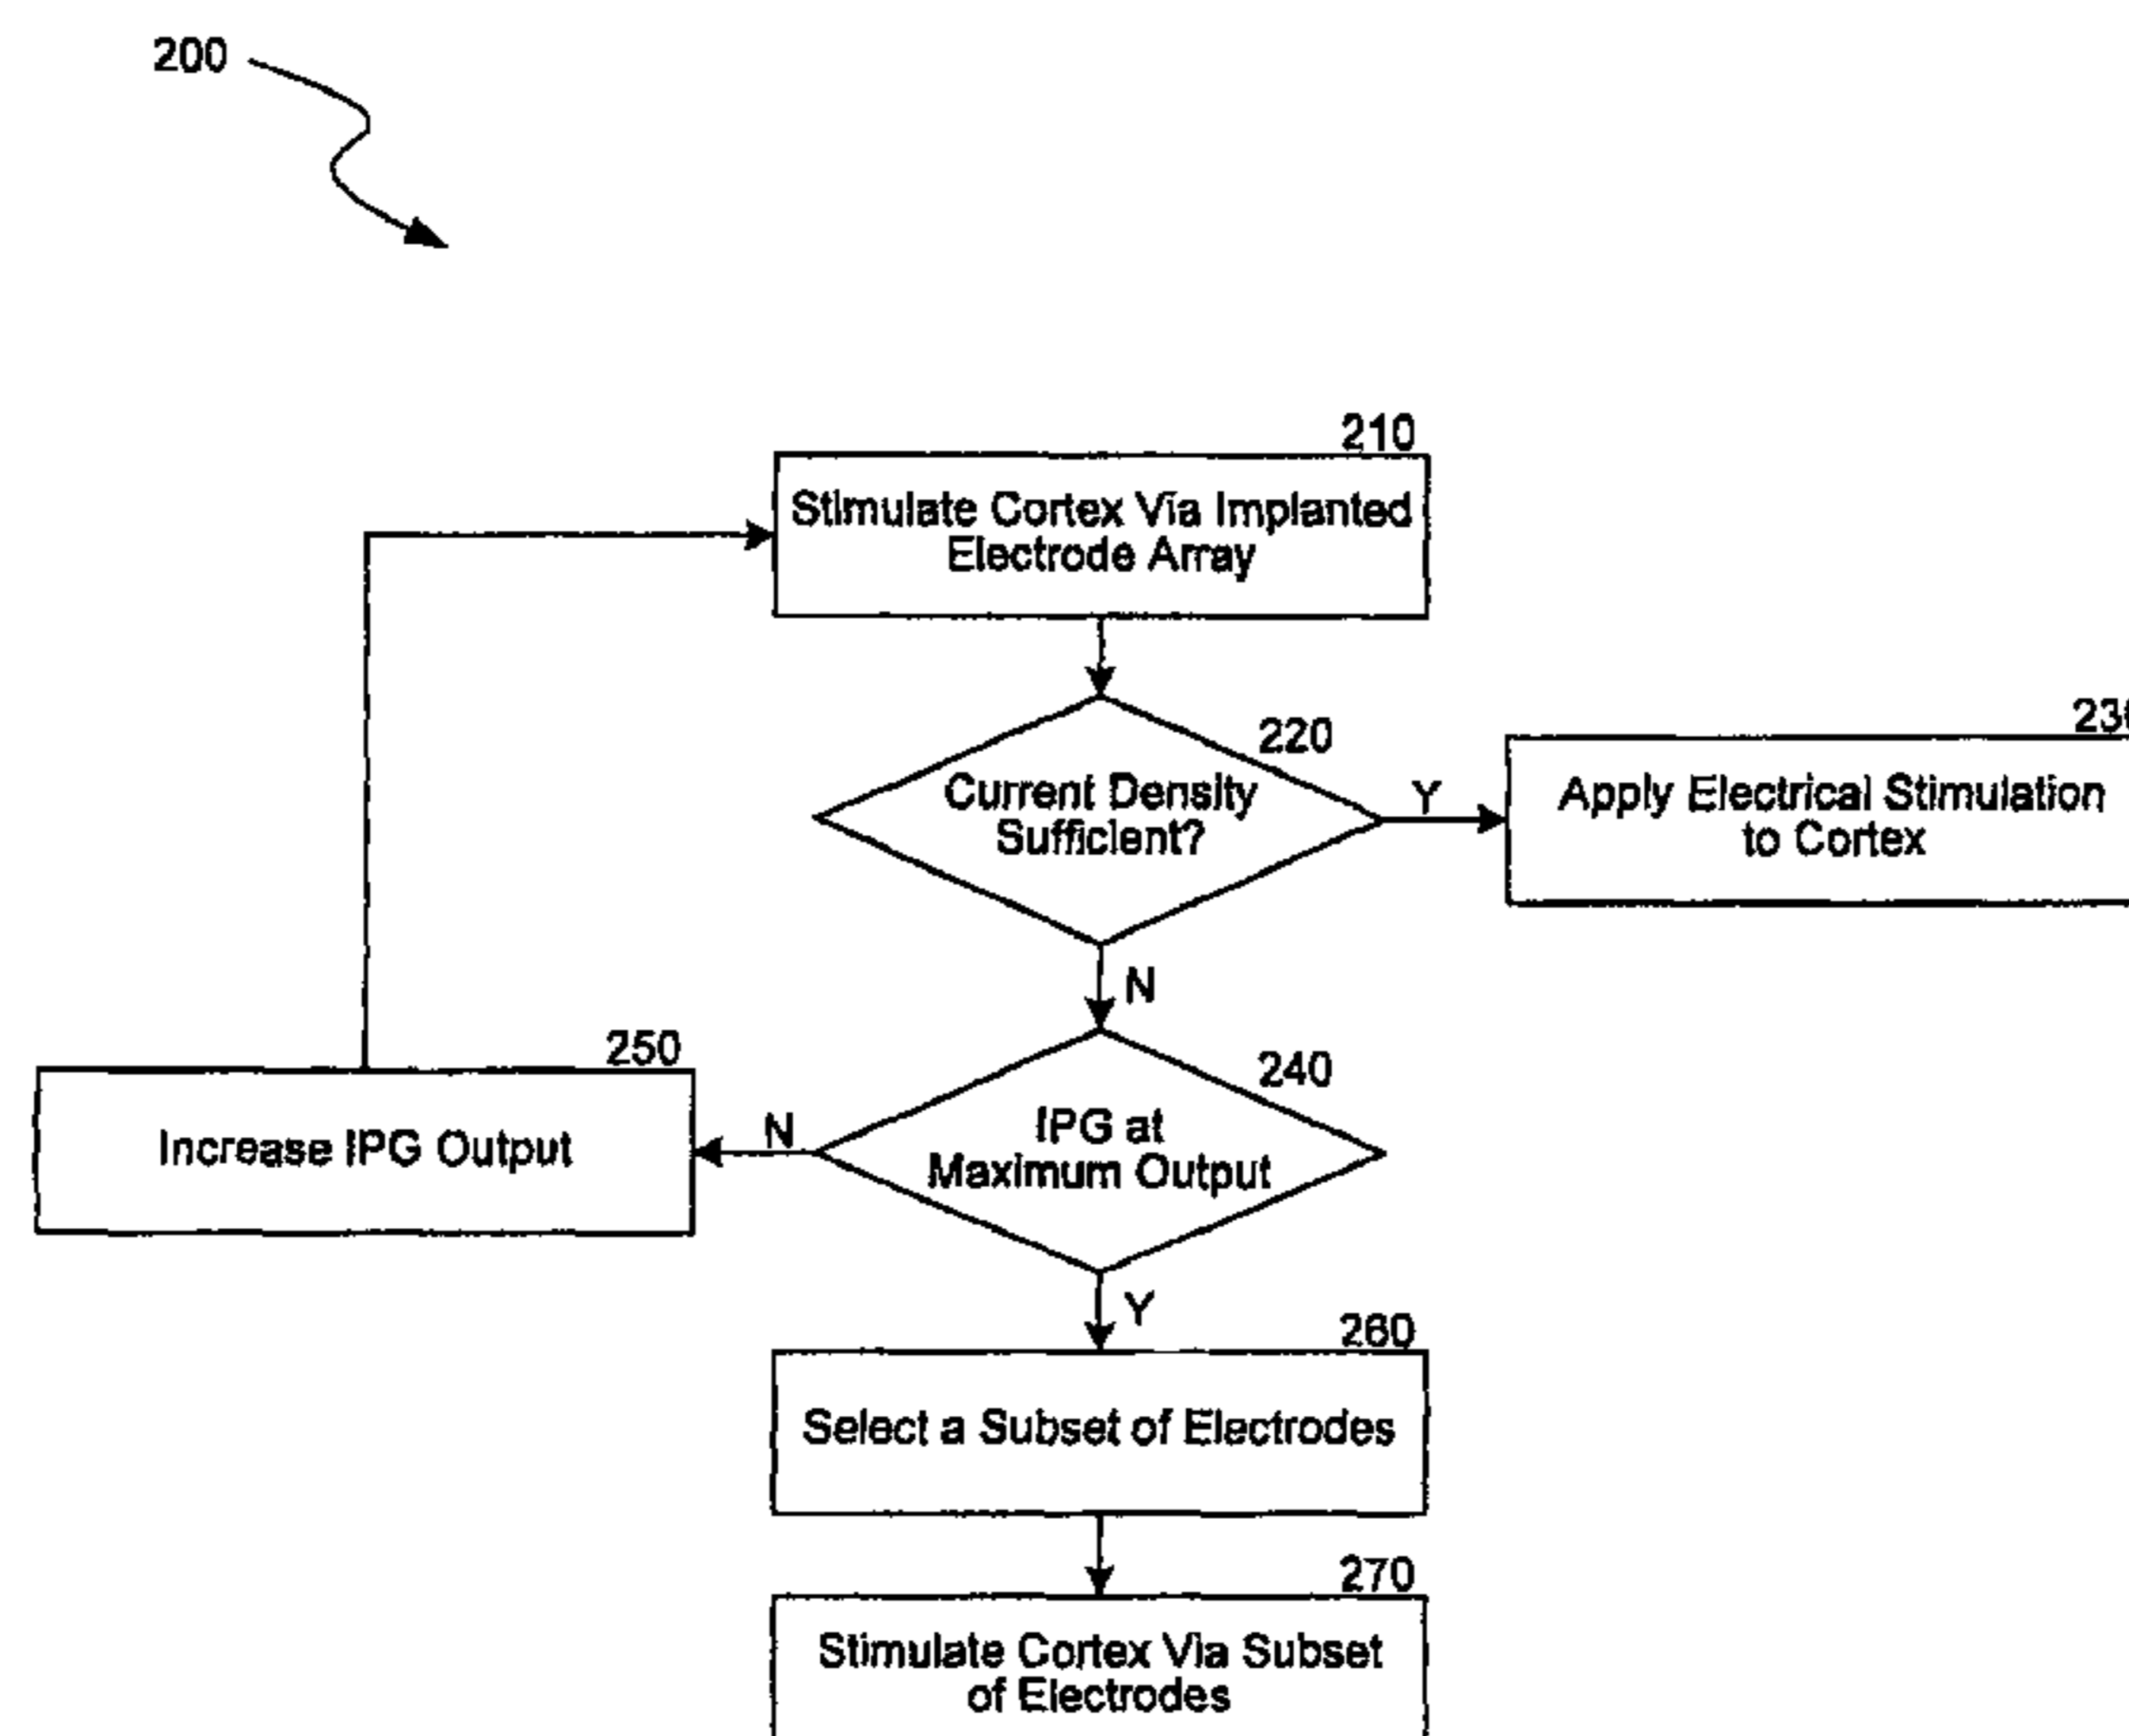 200
210
Stimulate Cortex Via Implanted
Electrode Array
220
Current Density
Sufficient?
Y
230
Apply Electrical Stimulation
to Cortex
N
240
IPG at
Maximum Output
N
250
Increase IPG Output
Y
260
Select a Subset of Electrodes
270
Stimulate Cortex Via Subset
of Electrodes